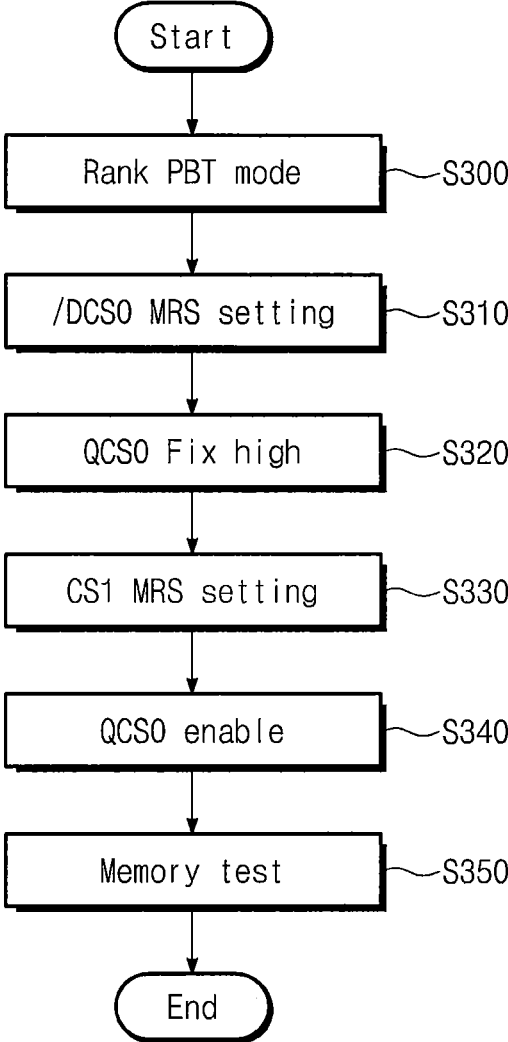 Start
Rank PBT mode
S300
/DCS0 MRS setting
S310
QCS0 Fix high
S320
CS1 MRS setting
S330
QCS0 enable
S340
Memory test
S350
End